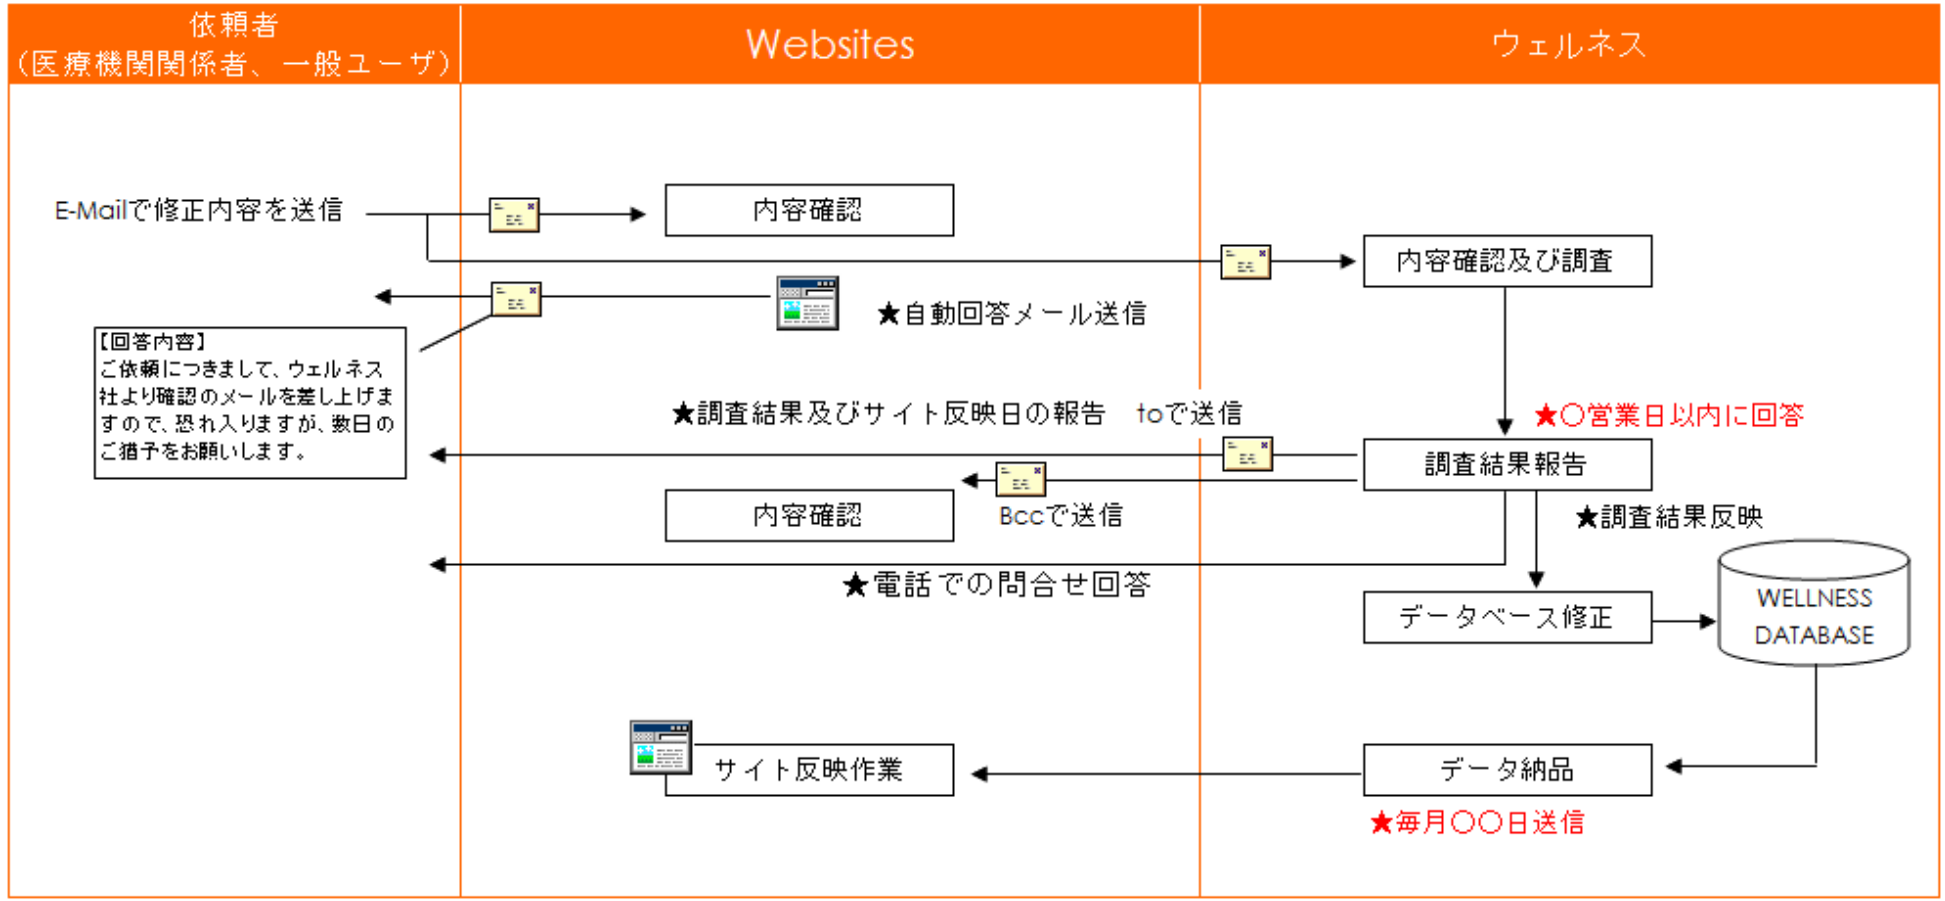 依頼者
(医療機関関係者、一般ユーザ)
Websites
ウェルネス
E-Mailで修正内容を送信
内容確認
内容確認及び調査
★自動回答メール送信
【回答内容】
ご依頼につきまして、ウェルネス
社より確認のメールを差し上げま
すので、恐れ入りますが、数日の
ご猶予をお願いします。
★調査結果及びサイト反映日の報告　toで送信
★〇営業日以内に回答
調査結果報告
内容確認
Bccで送信
★調査結果反映
★電話での問合せ回答
データベース修正
WELLNESS
DATABASE
サイト反映作業
データ納品
★毎月〇〇日送信